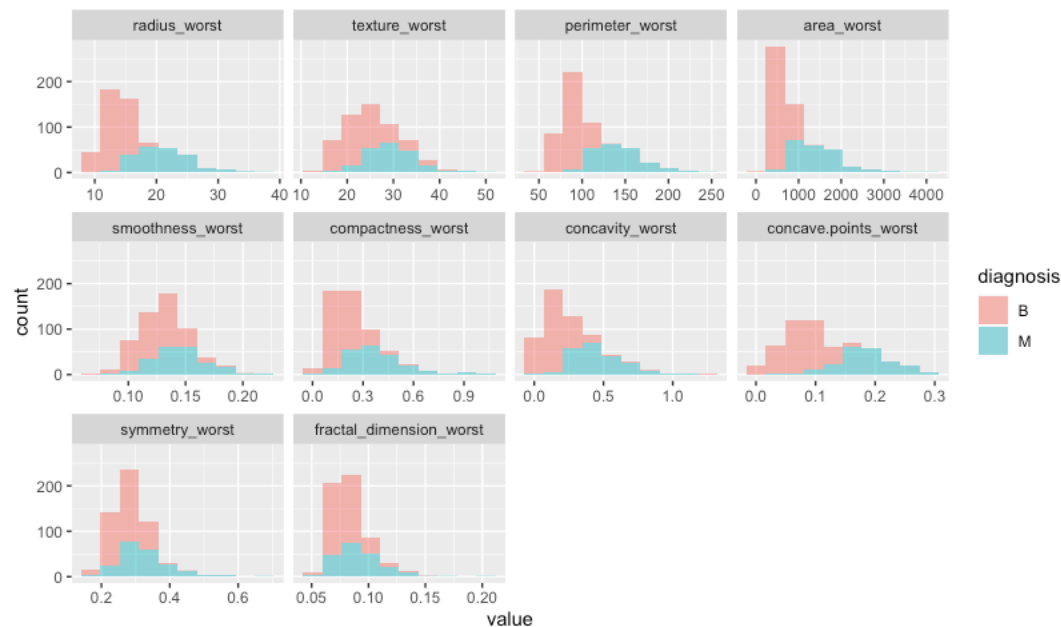 radius_worst texture_worst perimeter_worst area_worst
200
100
0
10 20 30 40 10 20 30 40 50 50 100 150 200 250 0 1000 2000 3000 4000
smoothness_worst compactness_worst concavity_worst concave.points_worst
200
100
0
0.10 0.15 0.20 0.0 0.3 0.6 0.9 0.0 0.5 1.0 0.0 0.1 0.2 0.3
symmetry_worst fractal_dimension_worst
200
100
0
0.2 0.4 0.6 0.05 0.10 0.15 0.20
count
value
diagnosis
B
M